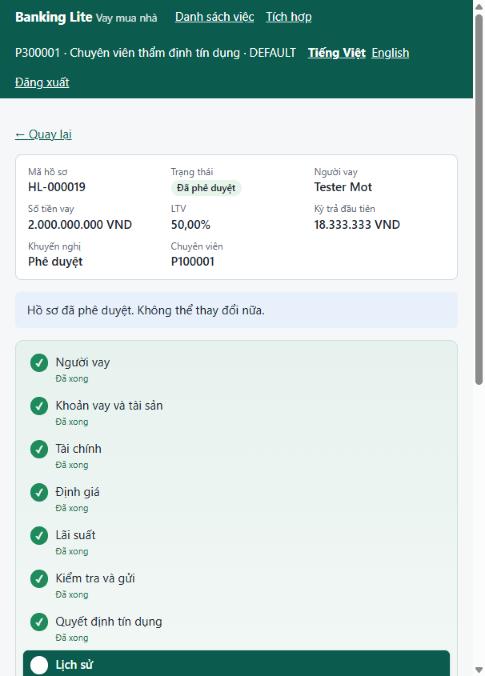 Banking Lite Vay mua nhà Danh sách việc Tích hợp
P300001 · Chuyên viên thẩm định tín dụng · DEFAULT Tiếng Việt English
Đăng xuất
← Quay lại
Mã hồ sơ Trạng thái Người vay
HL-000019 Đã phê duyệt Tester Mot
Số tiền vay LTV Kỳ trả đầu tiên
2.000.000.000 VND 50,00% 18.333.333 VND
Khuyến nghị Chuyên viên
Phê duyệt P100001
Hồ sơ đã phê duyệt. Không thể thay đổi nữa.
Người vay
Đã xong
Khoản vay và tài sản
Đã xong
Tài chính
Đã xong
Định giá
Đã xong
Lãi suất
Đã xong
Kiểm tra và gửi
Đã xong
Quyết định tín dụng
Đã xong
Lịch sử